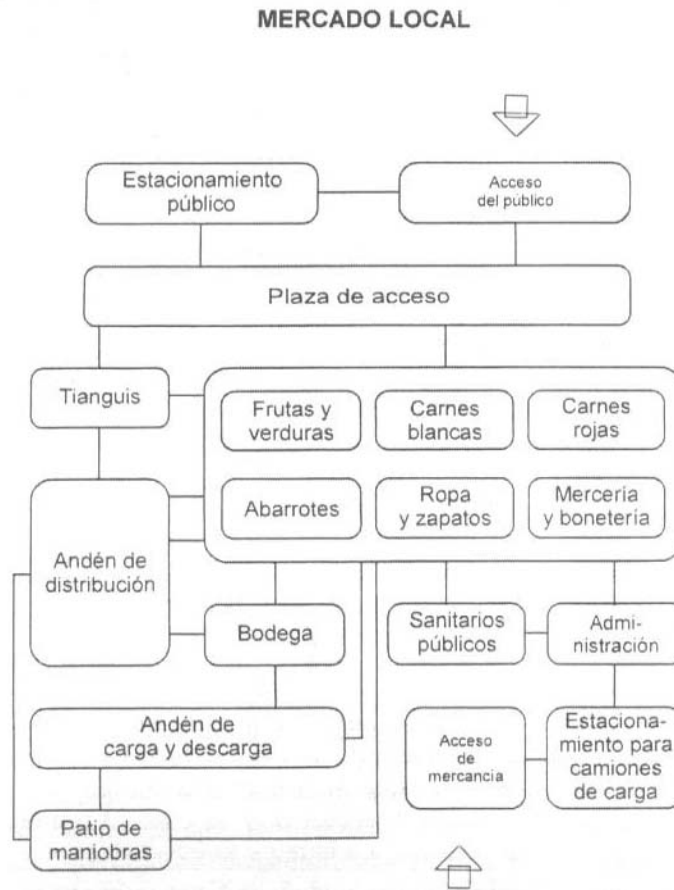 MERCADO LOCAL
Estacionamiento
público
Acceso
del público
Plaza de acceso
Tianguis
Frutas y
verduras
Carnes
blancas
Carnes
rojas
Abarrotes
Ropa
y zapatos
Mercería
y bonetería
Andén de
distribución
Bodega
Sanitarios
públicos
Admi-
nistración
Andén de
carga y descarga
Acceso
de
mercancia
Estaciona-
miento para
camiones
de carga
Patio de
maniobras